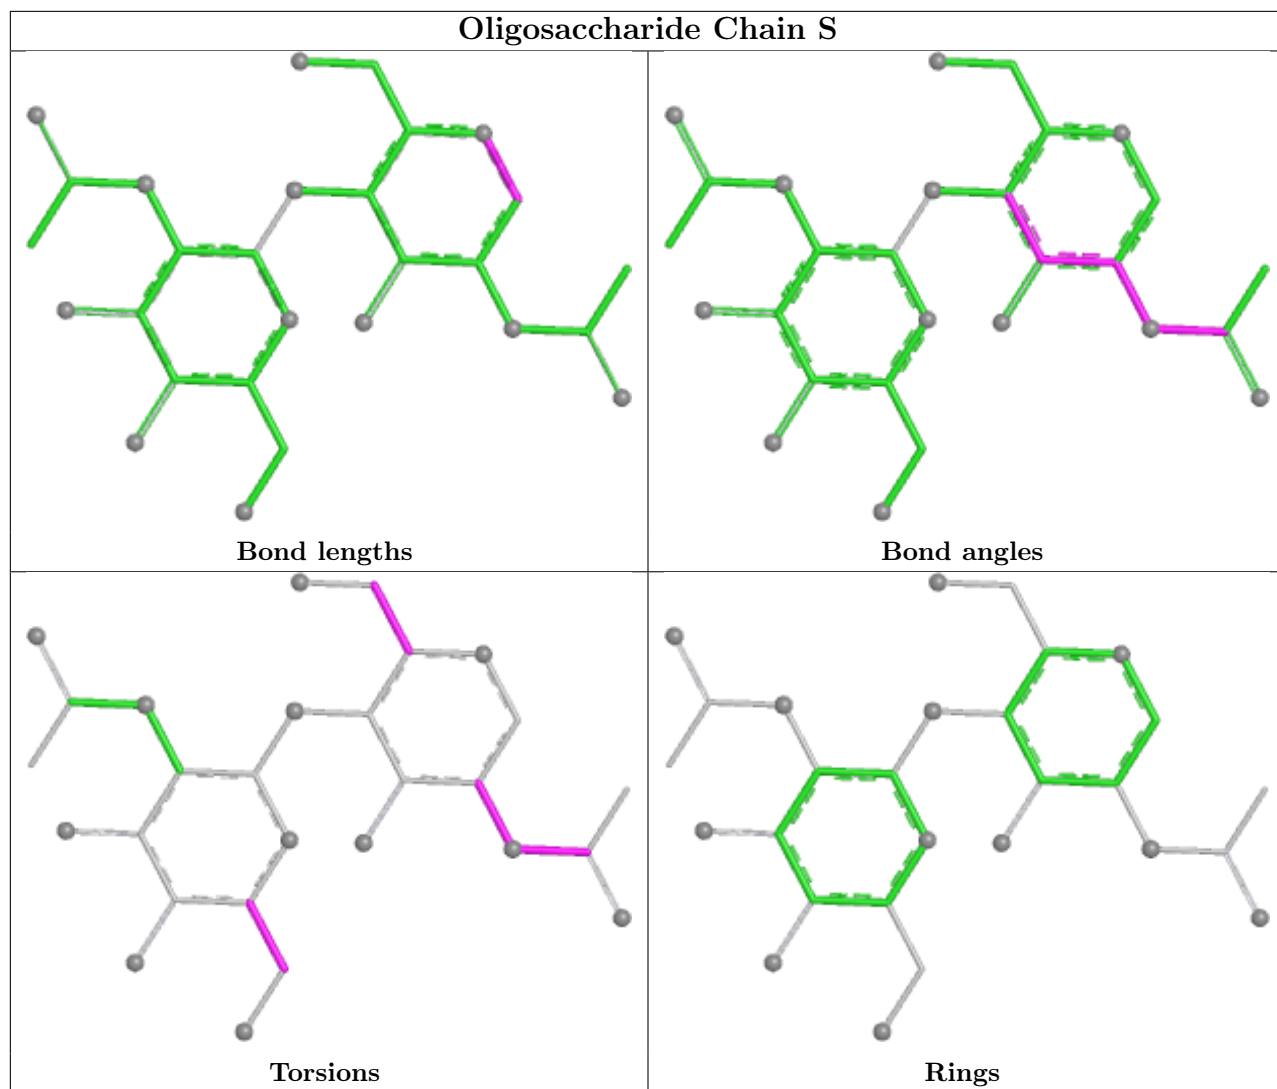 Oligosaccharide Chain S
Bond lengths
Bond angles
Torsions
Rings